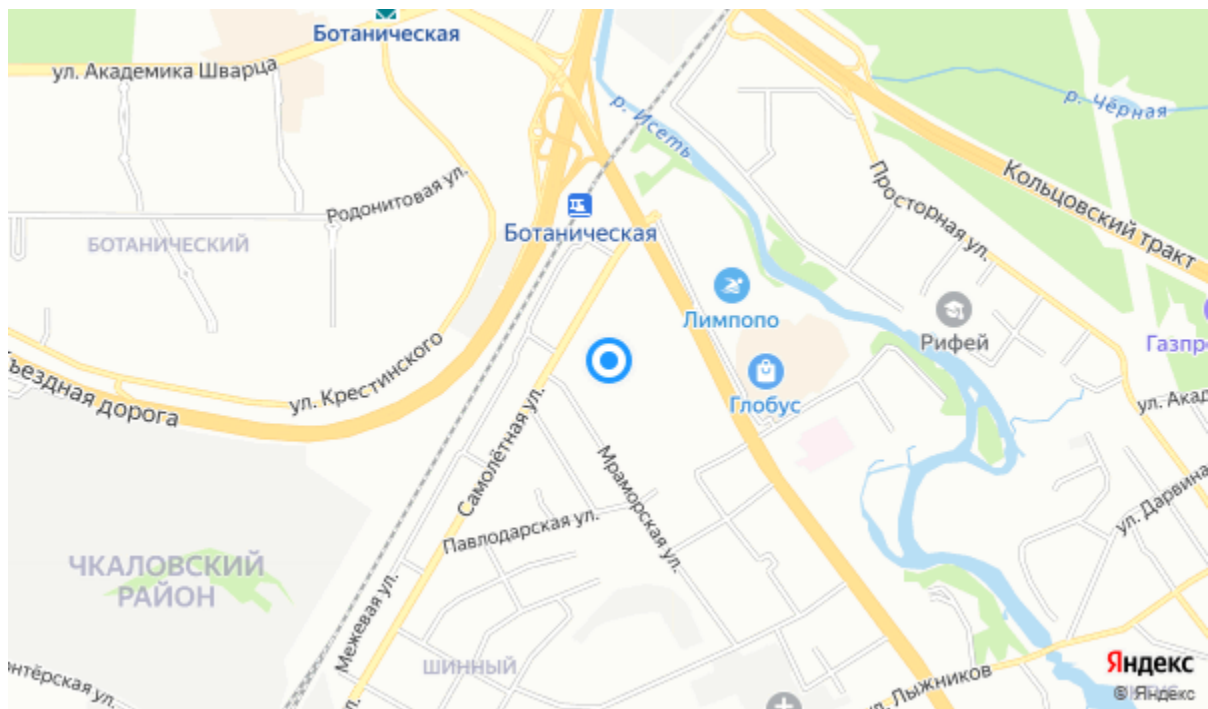 Ботаническая
ул. Академика Шварца
р. Исеть
р. Чёрная
Кольцовский тракт
Просторная ул.
Родонитовая ул.
Ботаническая
БОТАНИЧЕСКИЙ
Лимпопо
Рифей
Газпр
ул. Крестинского
ъездная дорога
Глобус
ул. Ака
Самолётная ул.
Мраморская ул.
ул. Дарвина
Павлодарская ул.
ЧКАЛОВСКИЙ
РАЙОН
Межевая ул.
ШИННЫЙ
нтёрская ул.
ул.
л. Лыжников
Яндекс
© Яндекс